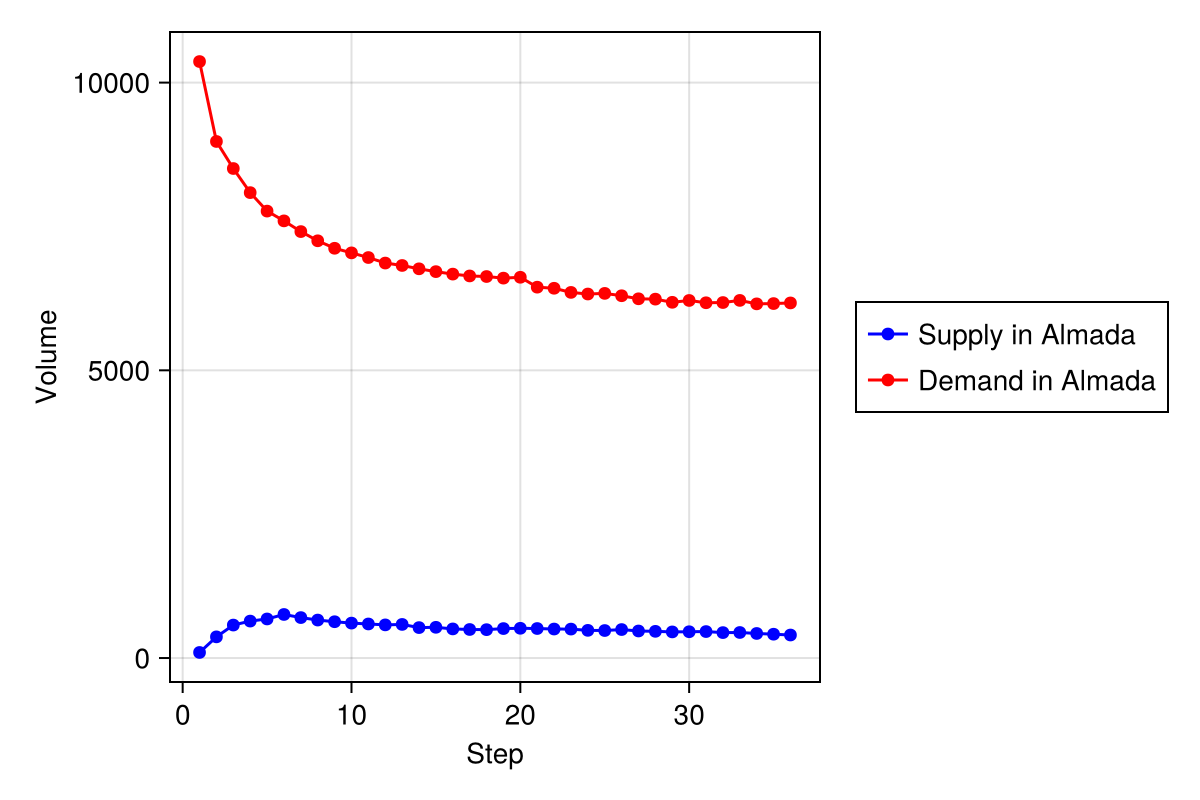 10000
5000
0
Volume
0 10 20 30
Step
Supply in Almada
Demand in Almada